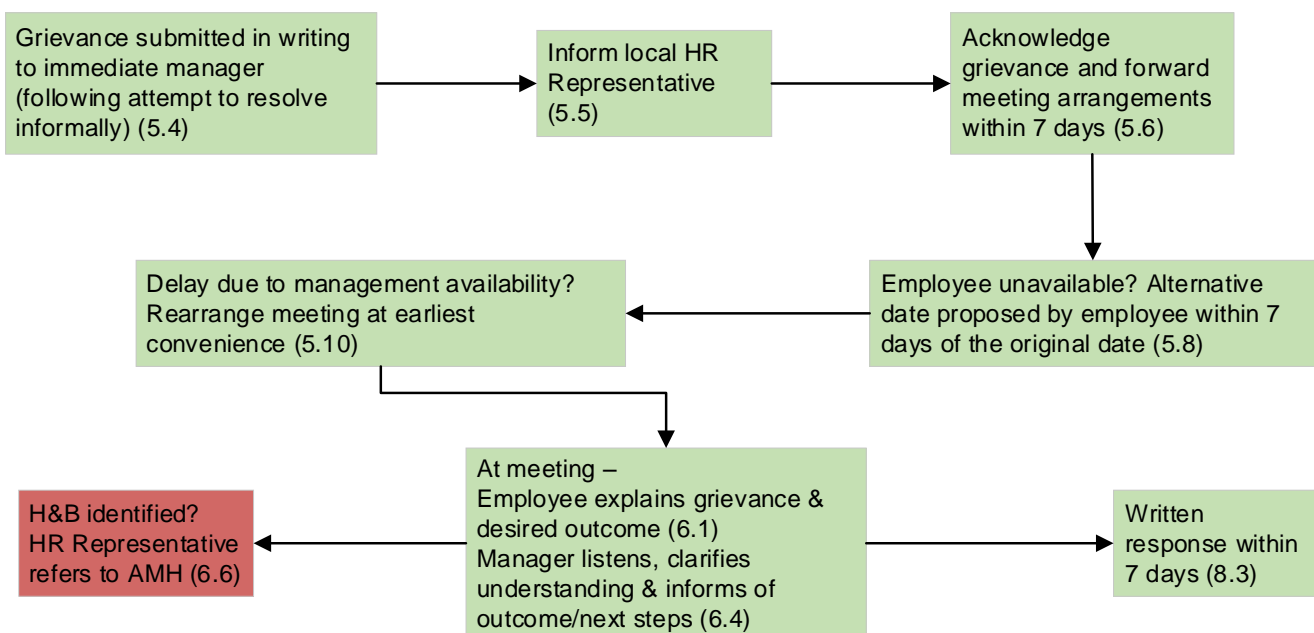 Grievance submitted in writing
to immediate manager
(following attempt to resolve
informally) (5.4)
Inform local HR
Representative
(5.5)
Acknowledge
grievance and forward
meeting arrangements
within 7 days (5.6)
Employee unavailable? Alternative
date proposed by employee within 7
days of the original date (5.8)
Delay due to management availability?
Rearrange meeting at earliest
convenience (5.10)
At meeting –
Employee explains grievance &
desired outcome (6.1)
Manager listens, clarifies
understanding & informs of
outcome/next steps (6.4)
H&B identified?
HR Representative
refers to AMH (6.6)
Written
response within
7 days (8.3)